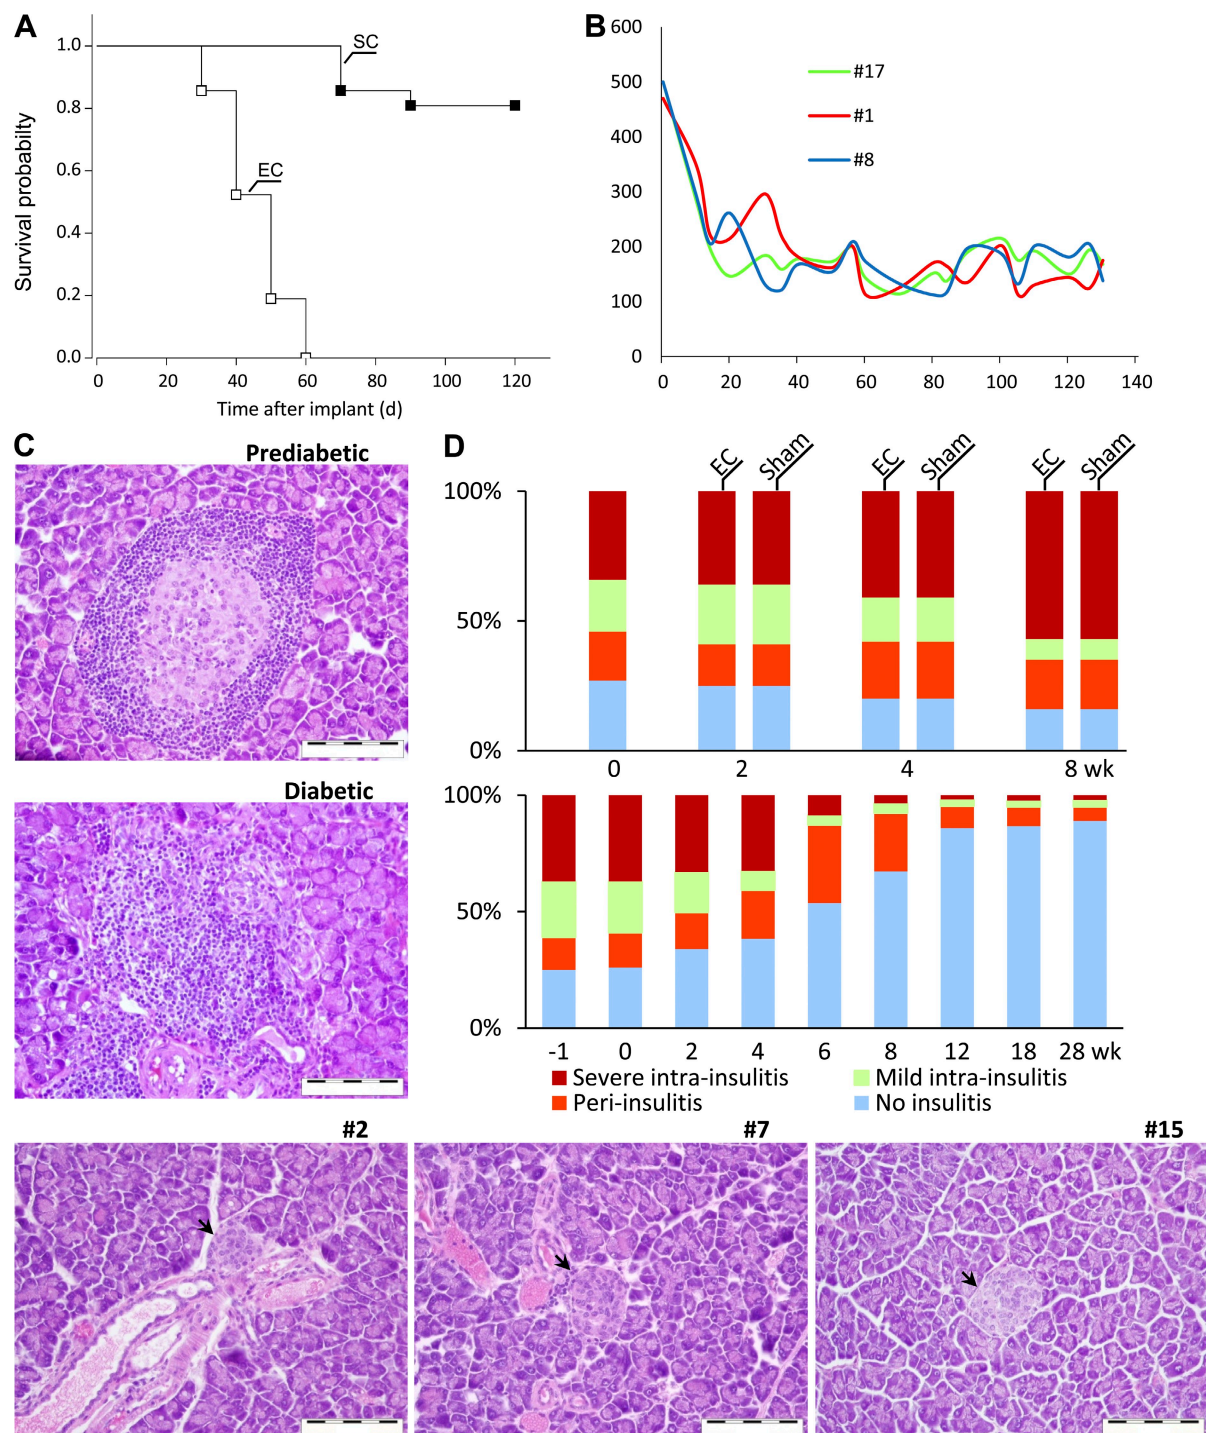 A
B
1.0
0.8
0.6
0.4
0.2
0.0
Survival probabilty
SC
EC
0 20 40 60 80 100 120
Time after implant (d)
600
500
400
300
200
100
0
#17
#1
#8
0 20 40 60 80 100 120 140
C
Prediabetic
Diabetic
D
EC Sham EC Sham EC Sham
100%
50%
0%
0 2 4 8 wk
100%
50%
0%
-1 0 2 4 6 8 12 18 28 wk
Severe intra-insulitis
Mild intra-insulitis
Peri-insulitis
No insulitis
#2
#7
#15